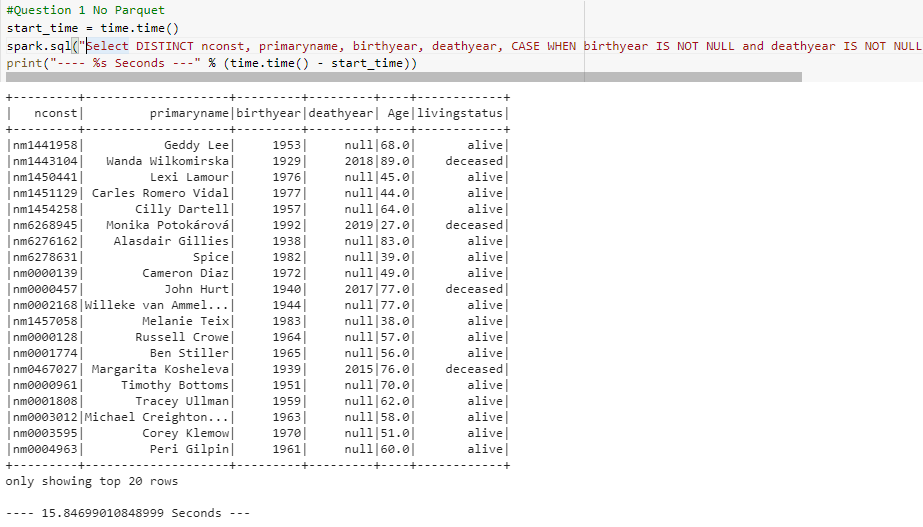 #Question 1 No Parquet
start_time = time.time()
spark.sql("Select DISTINCT nconst, primaryname, birthyear, deathyear, CASE WHEN birthyear IS NOT NULL and deathyear IS NOT NULL
print("---- %s Seconds ---" % (time.time() - start_time))
+---------+--------------------+---------+---------+----+------------+
|   nconst|         primaryname|birthyear|deathyear| Age|livingstatus|
+---------+--------------------+---------+---------+----+------------+
|nm1441958|           Geddy Lee|     1953|     null|68.0|       alive|
|nm1443104|   Wanda Wilkomirska|     1929|     2018|89.0|    deceased|
|nm1450441|         Lexi Lamour|     1976|     null|45.0|       alive|
|nm1451129| Carles Romero Vidal|     1977|     null|44.0|       alive|
|nm1454258|       Cilly Dartell|     1957|     null|64.0|       alive|
|nm6268945|   Monika Potokárová|     1992|     2019|27.0|    deceased|
|nm6276162|    Alasdair Gillies|     1938|     null|83.0|       alive|
|nm6278631|               Spice|     1982|     null|39.0|       alive|
|nm0000139|        Cameron Diaz|     1972|     null|49.0|       alive|
|nm0000457|           John Hurt|     1940|     2017|77.0|    deceased|
|nm0002168|Willeke van Ammel...|     1944|     null|77.0|       alive|
|nm1457058|        Melanie Teix|     1983|     null|38.0|       alive|
|nm0000128|       Russell Crowe|     1964|     null|57.0|       alive|
|nm0001774|         Ben Stiller|     1965|     null|56.0|       alive|
|nm0467027| Margarita Kosheleva|     1939|     2015|76.0|    deceased|
|nm0000961|     Timothy Bottoms|     1951|     null|70.0|       alive|
|nm0001808|       Tracey Ullman|     1959|     null|62.0|       alive|
|nm0003012|Michael Creighton...|     1963|     null|58.0|       alive|
|nm0003595|        Corey Klemow|     1970|     null|51.0|       alive|
|nm0004963|         Peri Gilpin|     1961|     null|60.0|       alive|
+---------+--------------------+---------+---------+----+------------+
only showing top 20 rows
---- 15.84699010848999 Seconds ---